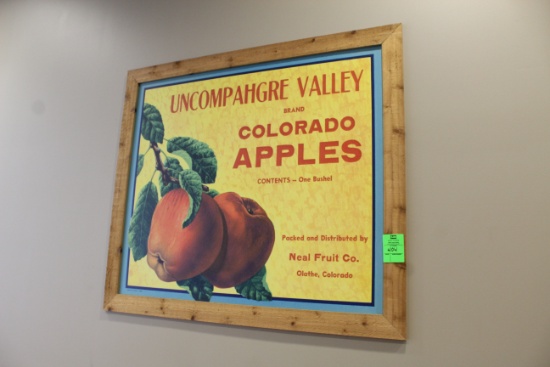 UNCOMPAHGRE VALLEY
BRAND
COLORADO
APPLES
CONTENTS – One Bushel
Packed and Distributed by
Neal Fruit Co.
Olathe, Colorado